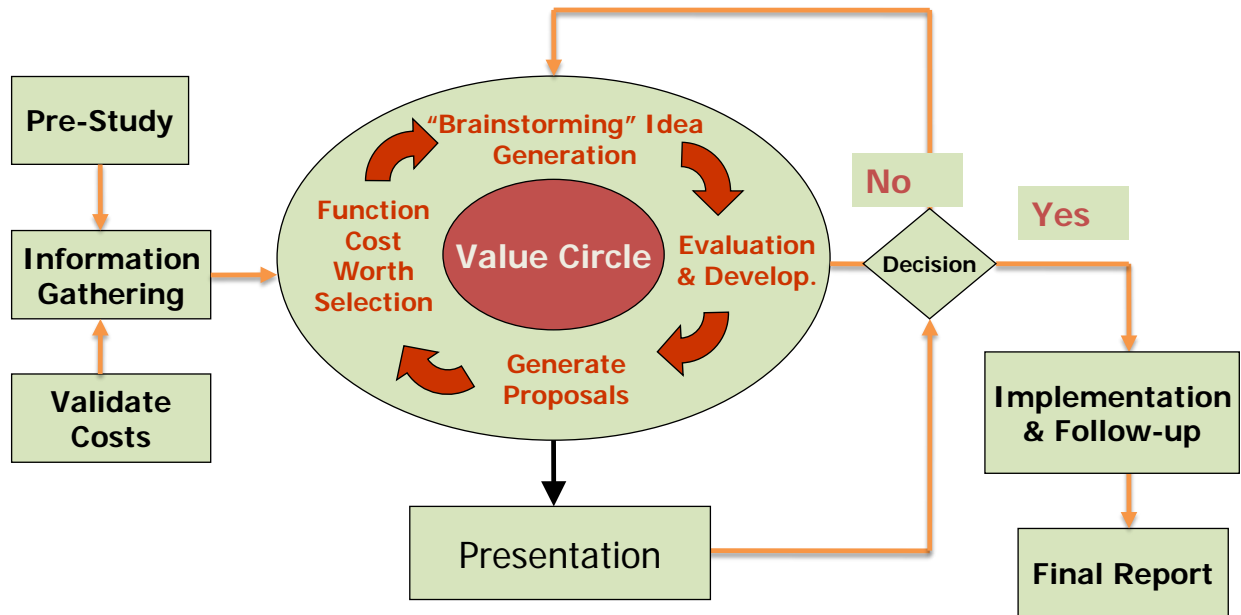 Pre-Study
Information
Gathering
Validate
Costs
“Brainstorming” Idea
Generation
Function
Cost
Worth
Selection
Value Circle
Evaluation
& Develop.
Generate
Proposals
Presentation
No
Decision
Yes
Implementation
& Follow-up
Final Report